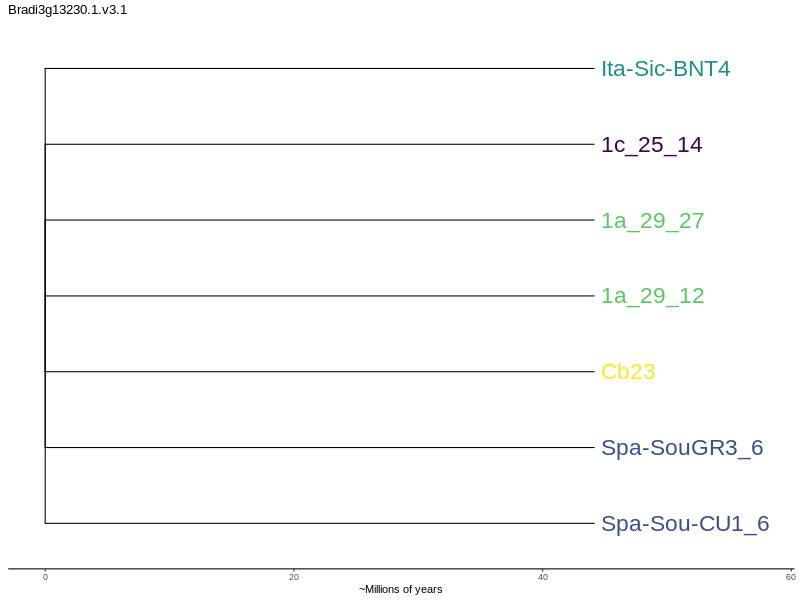 Bradi3g13230.1.v3.1
Ita-Sic-BNT4
1c_25_14
1a_29_27
1a_29_12
Cb23
Spa-SouGR3_6
Spa-Sou-CU1_6
0 20 40 60
~Millions of years